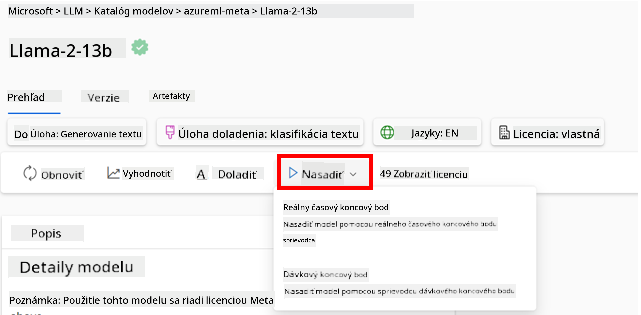 Microsoft > LLM > Katalóg modelov > azureml-meta > Llama-2-13b
Llama-2-13b
Prehľad Verzie Artefakty
Do Úloha: Generovanie textu Úloha doladenia: klasifikácia textu Jazyky: EN Licencia: vlastná
Obnoviť Vyhodnotiť Doladiť Nasadiť 49 Zobraziť licenciu
Reálny časový koncový bod
Nasadiť model pomocou reálneho časového koncového bodu
sprievodca
Popis
Dávkový koncový bod
Detaily modelu
Nasadiť model pomocou sprievodcu dávkového koncového bodu
Poznámka: Použitie tohto modelu sa riadi licenciou Meta